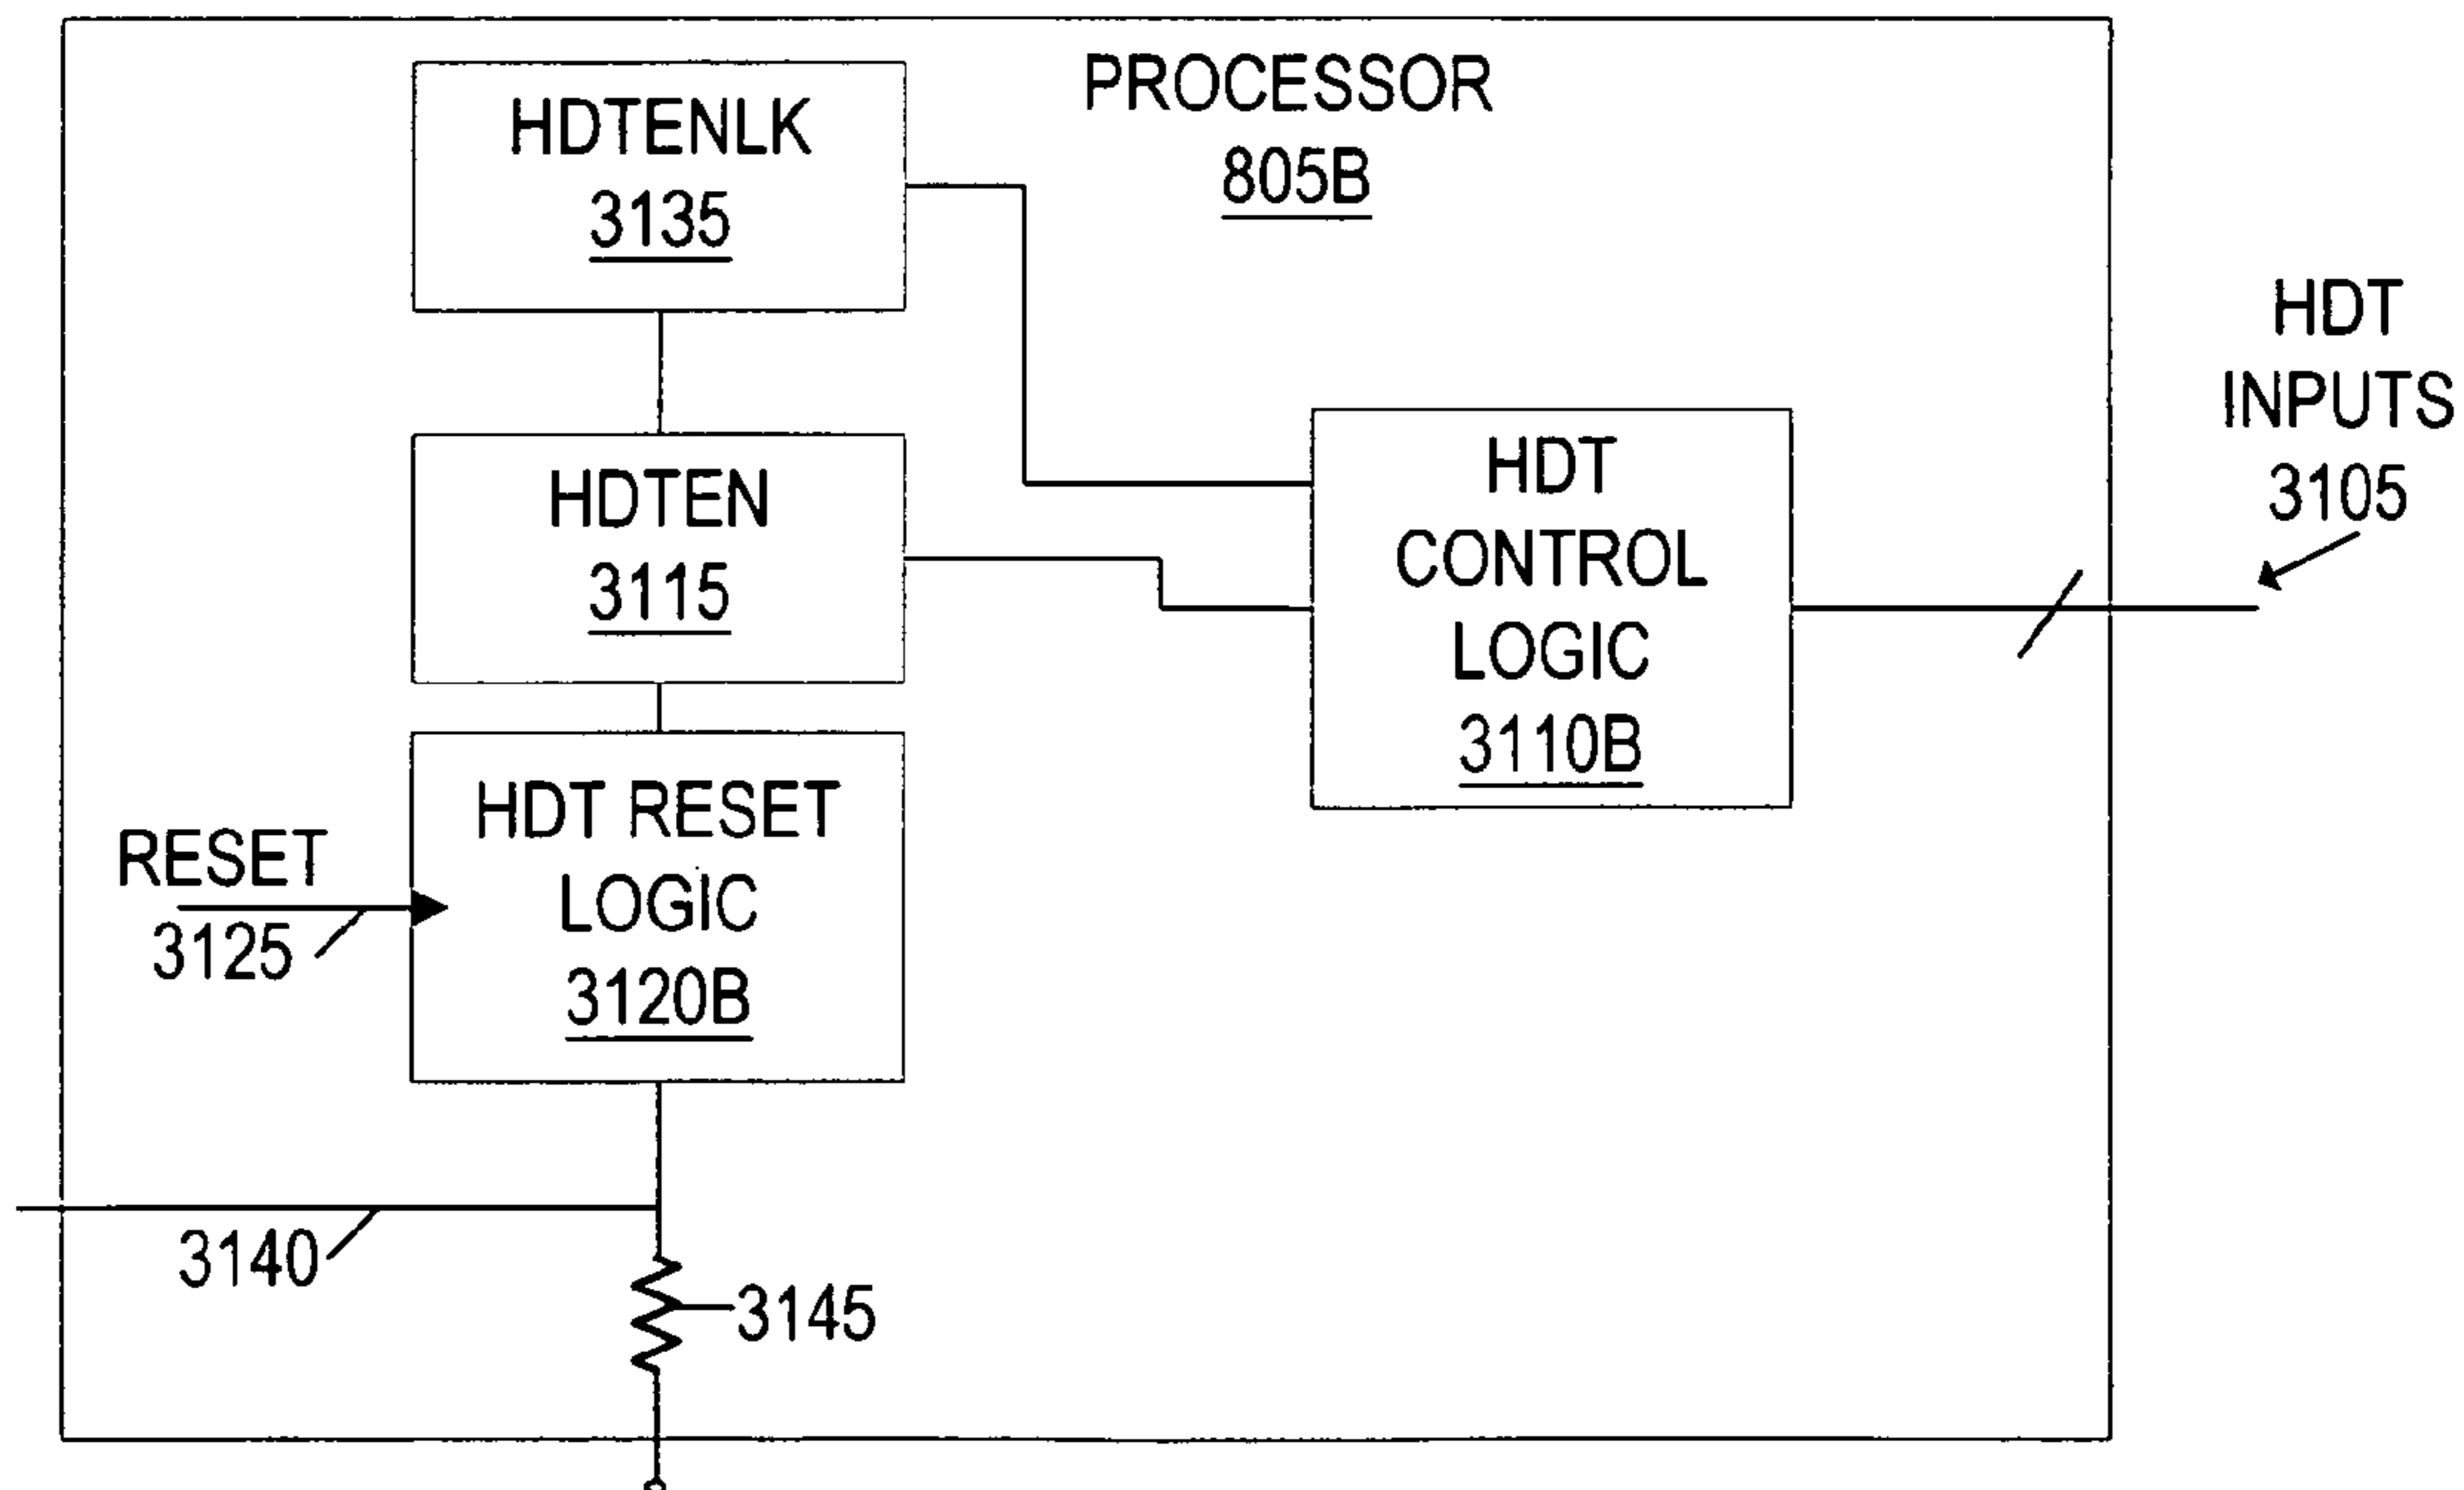 PROCESSOR
805B
HDTENLK
3135
HDTEN
3115
HDT
CONTROL
LOGIC
3110B
HDT
INPUTS
3105
HDT RESET
LOGIC
3120B
RESET
3125
3140
3145